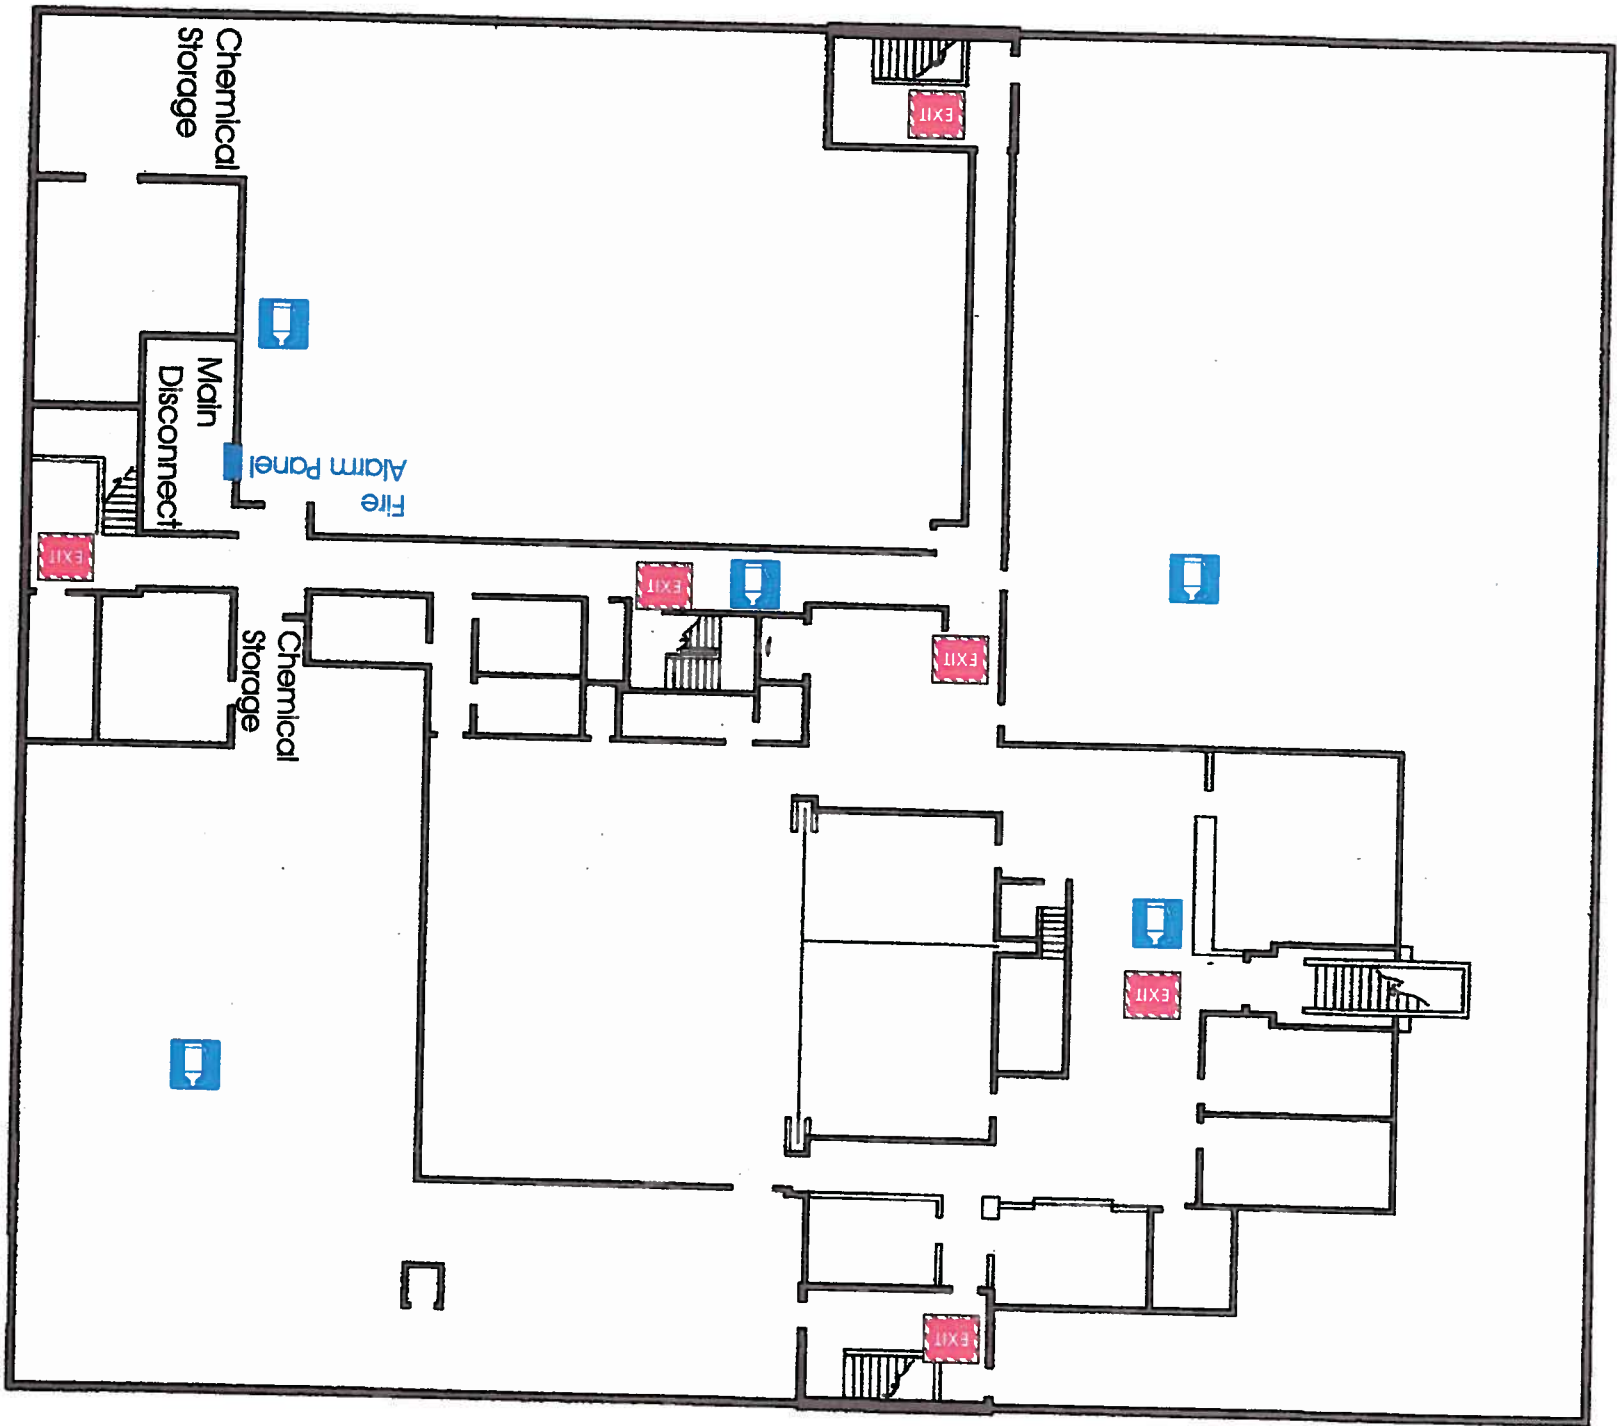 Chemical
Storage
EXIT
Main
Disconnect
Fire
Alarm Panel
EXIT
EXIT
EXIT
Chemical
Storage
EXIT
EXIT